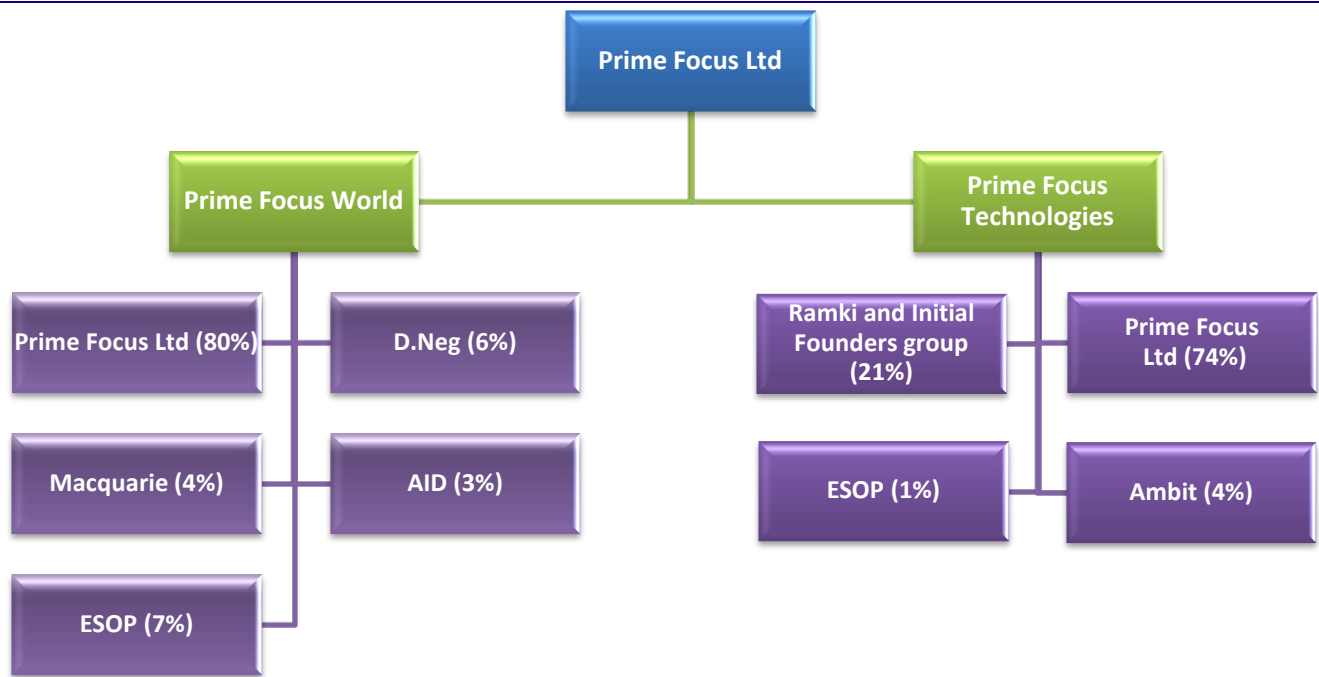 Prime Focus Ltd
Prime Focus World
Prime Focus
Technologies
Prime Focus Ltd (80%)
D.Neg (6%)
Ramki and Initial
Founders group
(21%)
Prime Focus
Ltd (74%)
Macquarie (4%)
AID (3%)
ESOP (1%)
Ambit (4%)
ESOP (7%)